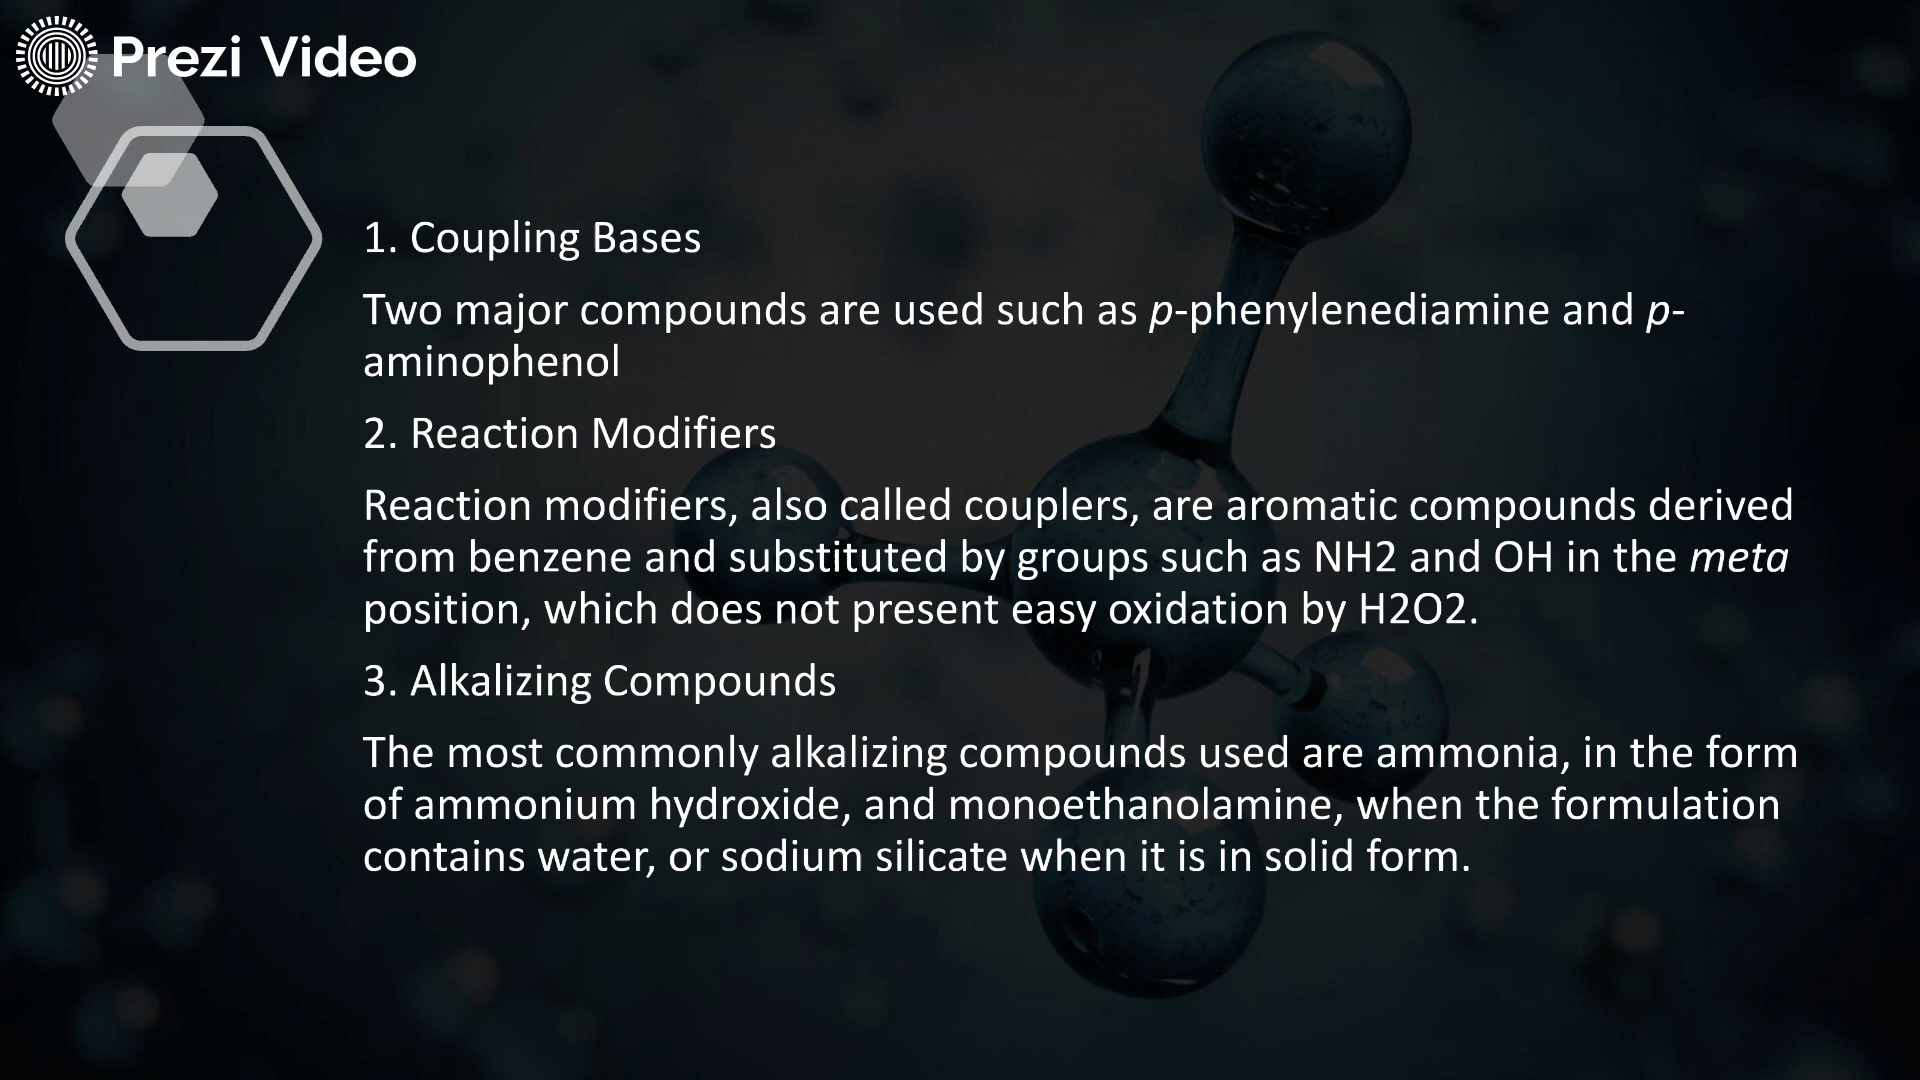 Prezi Video
1. Coupling Bases
Two major compounds are used such as p-phenylenediamine and p-
aminophenol
2. Reaction Modifiers
Reaction modifiers, also called couplers, are aromatic compounds derived
from benzene and substituted by groups such as NH2 and OH in the meta
position, which does not present easy oxidation by H2O2.
3. Alkalizing Compounds
The most commonly alkalizing compounds used are ammonia, in the form
of ammonium hydroxide, and monoethanolamine, when the formulation
contains water, or sodium silicate when it is in solid form.